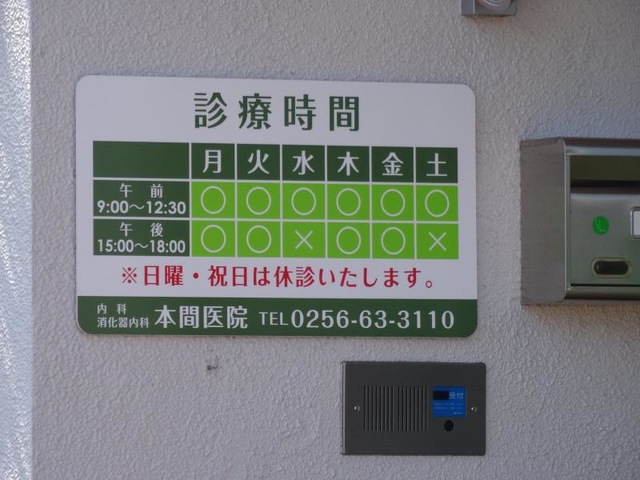 診療時間
月 火 水 木 金 土
午前
9:00～12:30 ○ ○ ○ ○ ○ ○
午後
15:00～18:00 ○ ○ × ○ ○ ×
※日曜・祝日は休診いたします。
内科
消化器内科 本間医院 TEL 0256-63-3110
受付